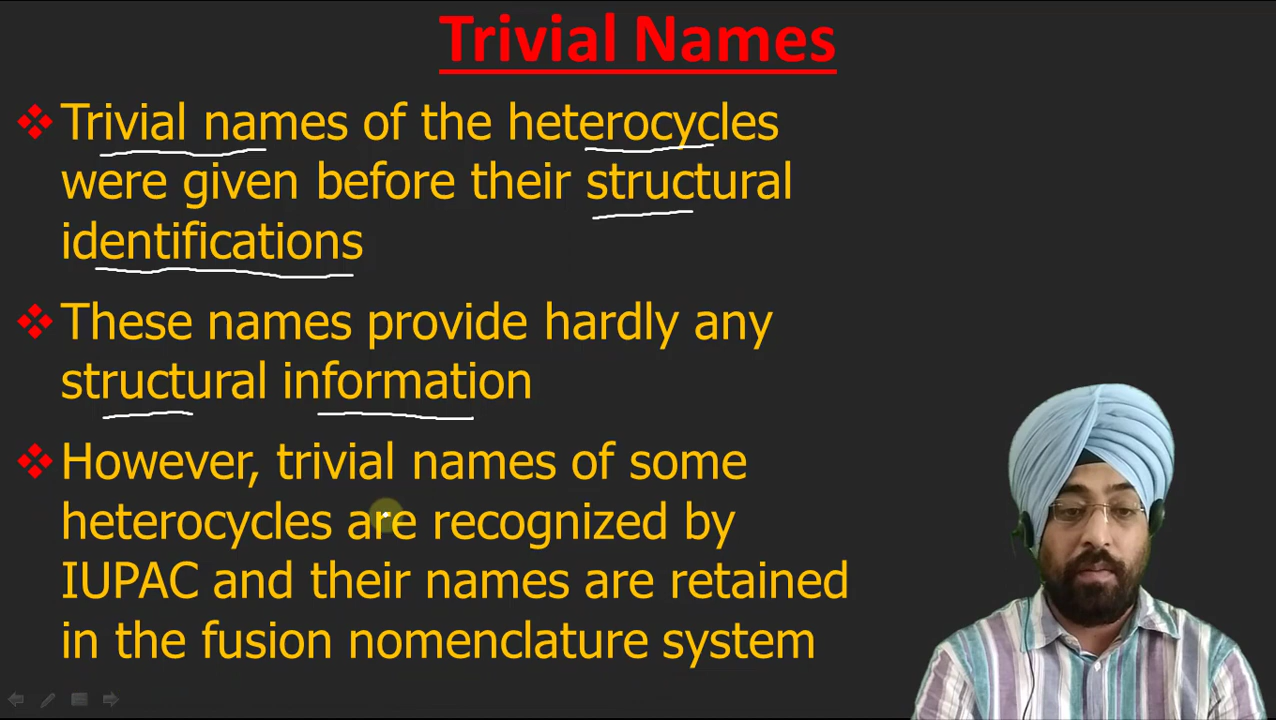 Trivial Names
Trivial names of the heterocycles
were given before their structural
identifications
These names provide hardly any
structural information
However, trivial names of some
heterocycles are recognized by
IUPAC and their names are retained
in the fusion nomenclature system